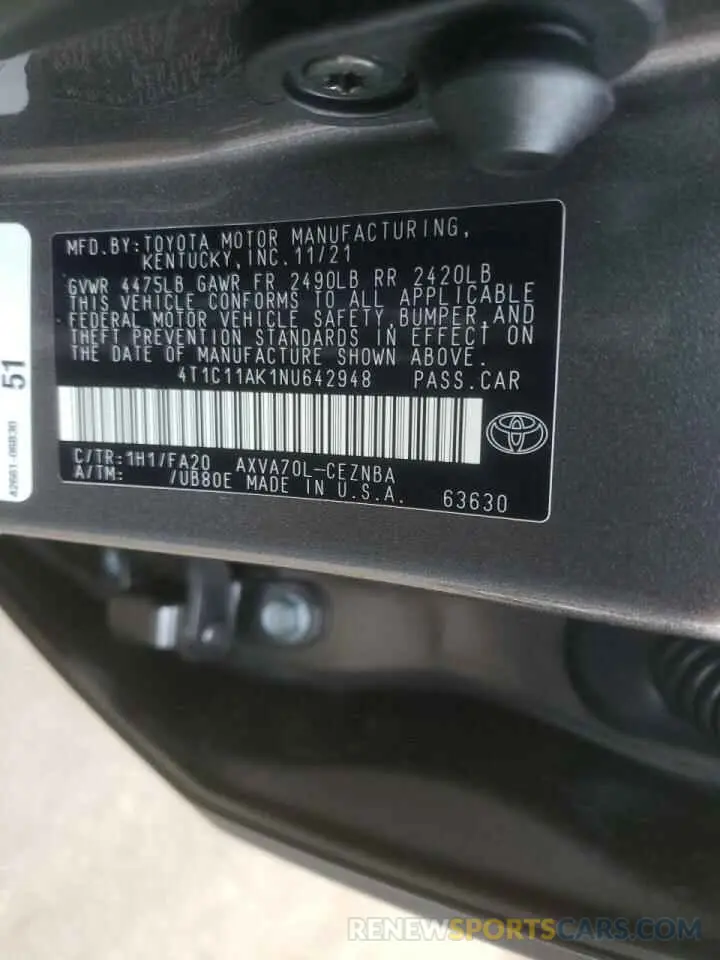 MFD.BY:TOYOTA MOTOR MANUFACTURING,
KENTUCKY,INC.11/21
GVWR 4475LB GAWR FR 2490LB RR 2420LB
THIS VEHICLE CONFORMS TO ALL APPLICABLE
FEDERAL MOTOR VEHICLE SAFETY,BUMPER,AND
THEFT PREVENTION STANDARDS IN EFFECT ON
THE DATE OF MANUFACTURE SHOWN ABOVE.
4T1C11AK1NU642948 PASS.CAR
C/TR:1H1/FA20 AXVA70L-CEZNBA
A/TM: /UB80E MADE IN U.S.A. 63630
51
42661-06B30
RENEWSPORTSCARS.COM